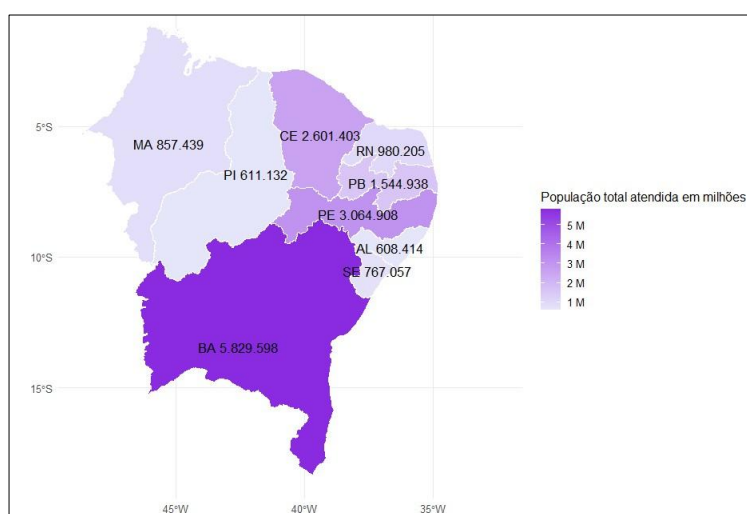 5°S
CE 2.601.403
MA 857.439
RN 980.205
PI 611.132
PB 1.544.938
População total atendida em milhões
PE 3.064.908
5 M
4 M
AL 608.414
3 M
10°S
SE 767.057
2 M
1 M
BA 5.829.598
15°S
45°W
40°W
35°W